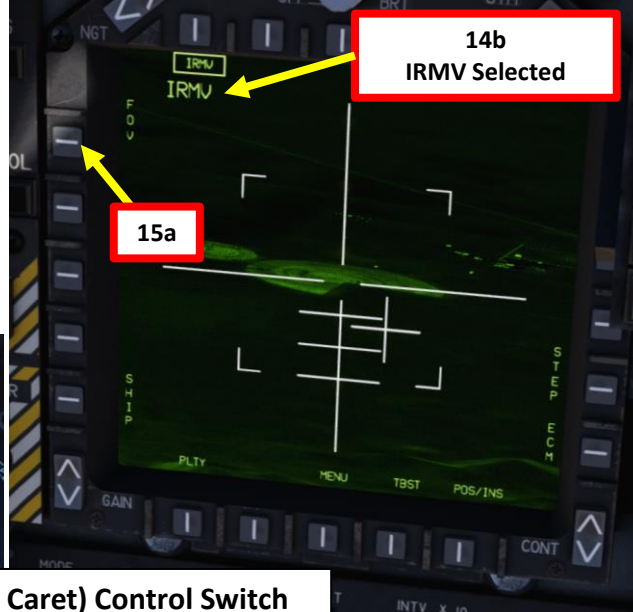 BRT
NGT
14b
IRMV Selected
IRMV
IRMV
FOV
15a
SHIP
STEP
ECM
PLTY
MENU
TBST
POS/INS
GAIN
CONT
MODE
Caret) Control Switch